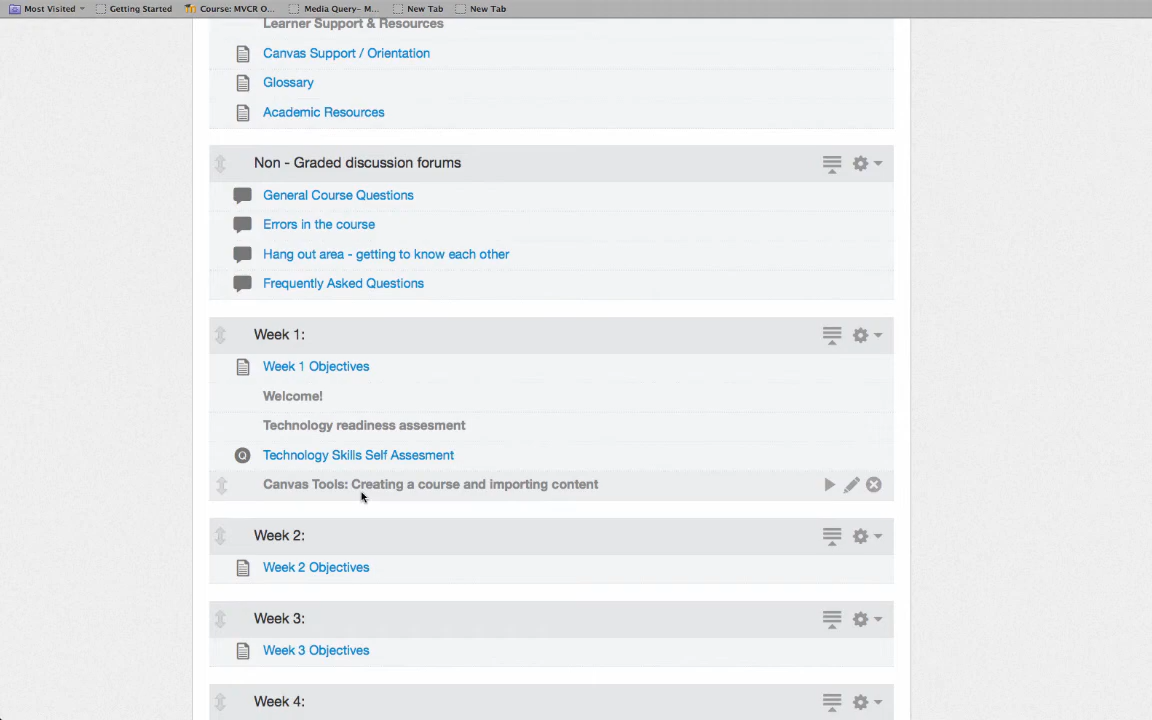 Most Visited
Getting Started
Course: MVCR O...
Media Query– M...
New Tab
New Tab
Learner Support & Resources
Canvas Support / Orientation
Glossary
Academic Resources
Non - Graded discussion forums
General Course Questions
Errors in the course
Hang out area - getting to know each other
Frequently Asked Questions
Week 1:
Week 1 Objectives
Welcome!
Technology readiness assesment
Q Technology Skills Self Assesment
Canvas Tools: Creating a course and importing content
Week 2:
Week 2 Objectives
Week 3:
Week 3 Objectives
Week 4: